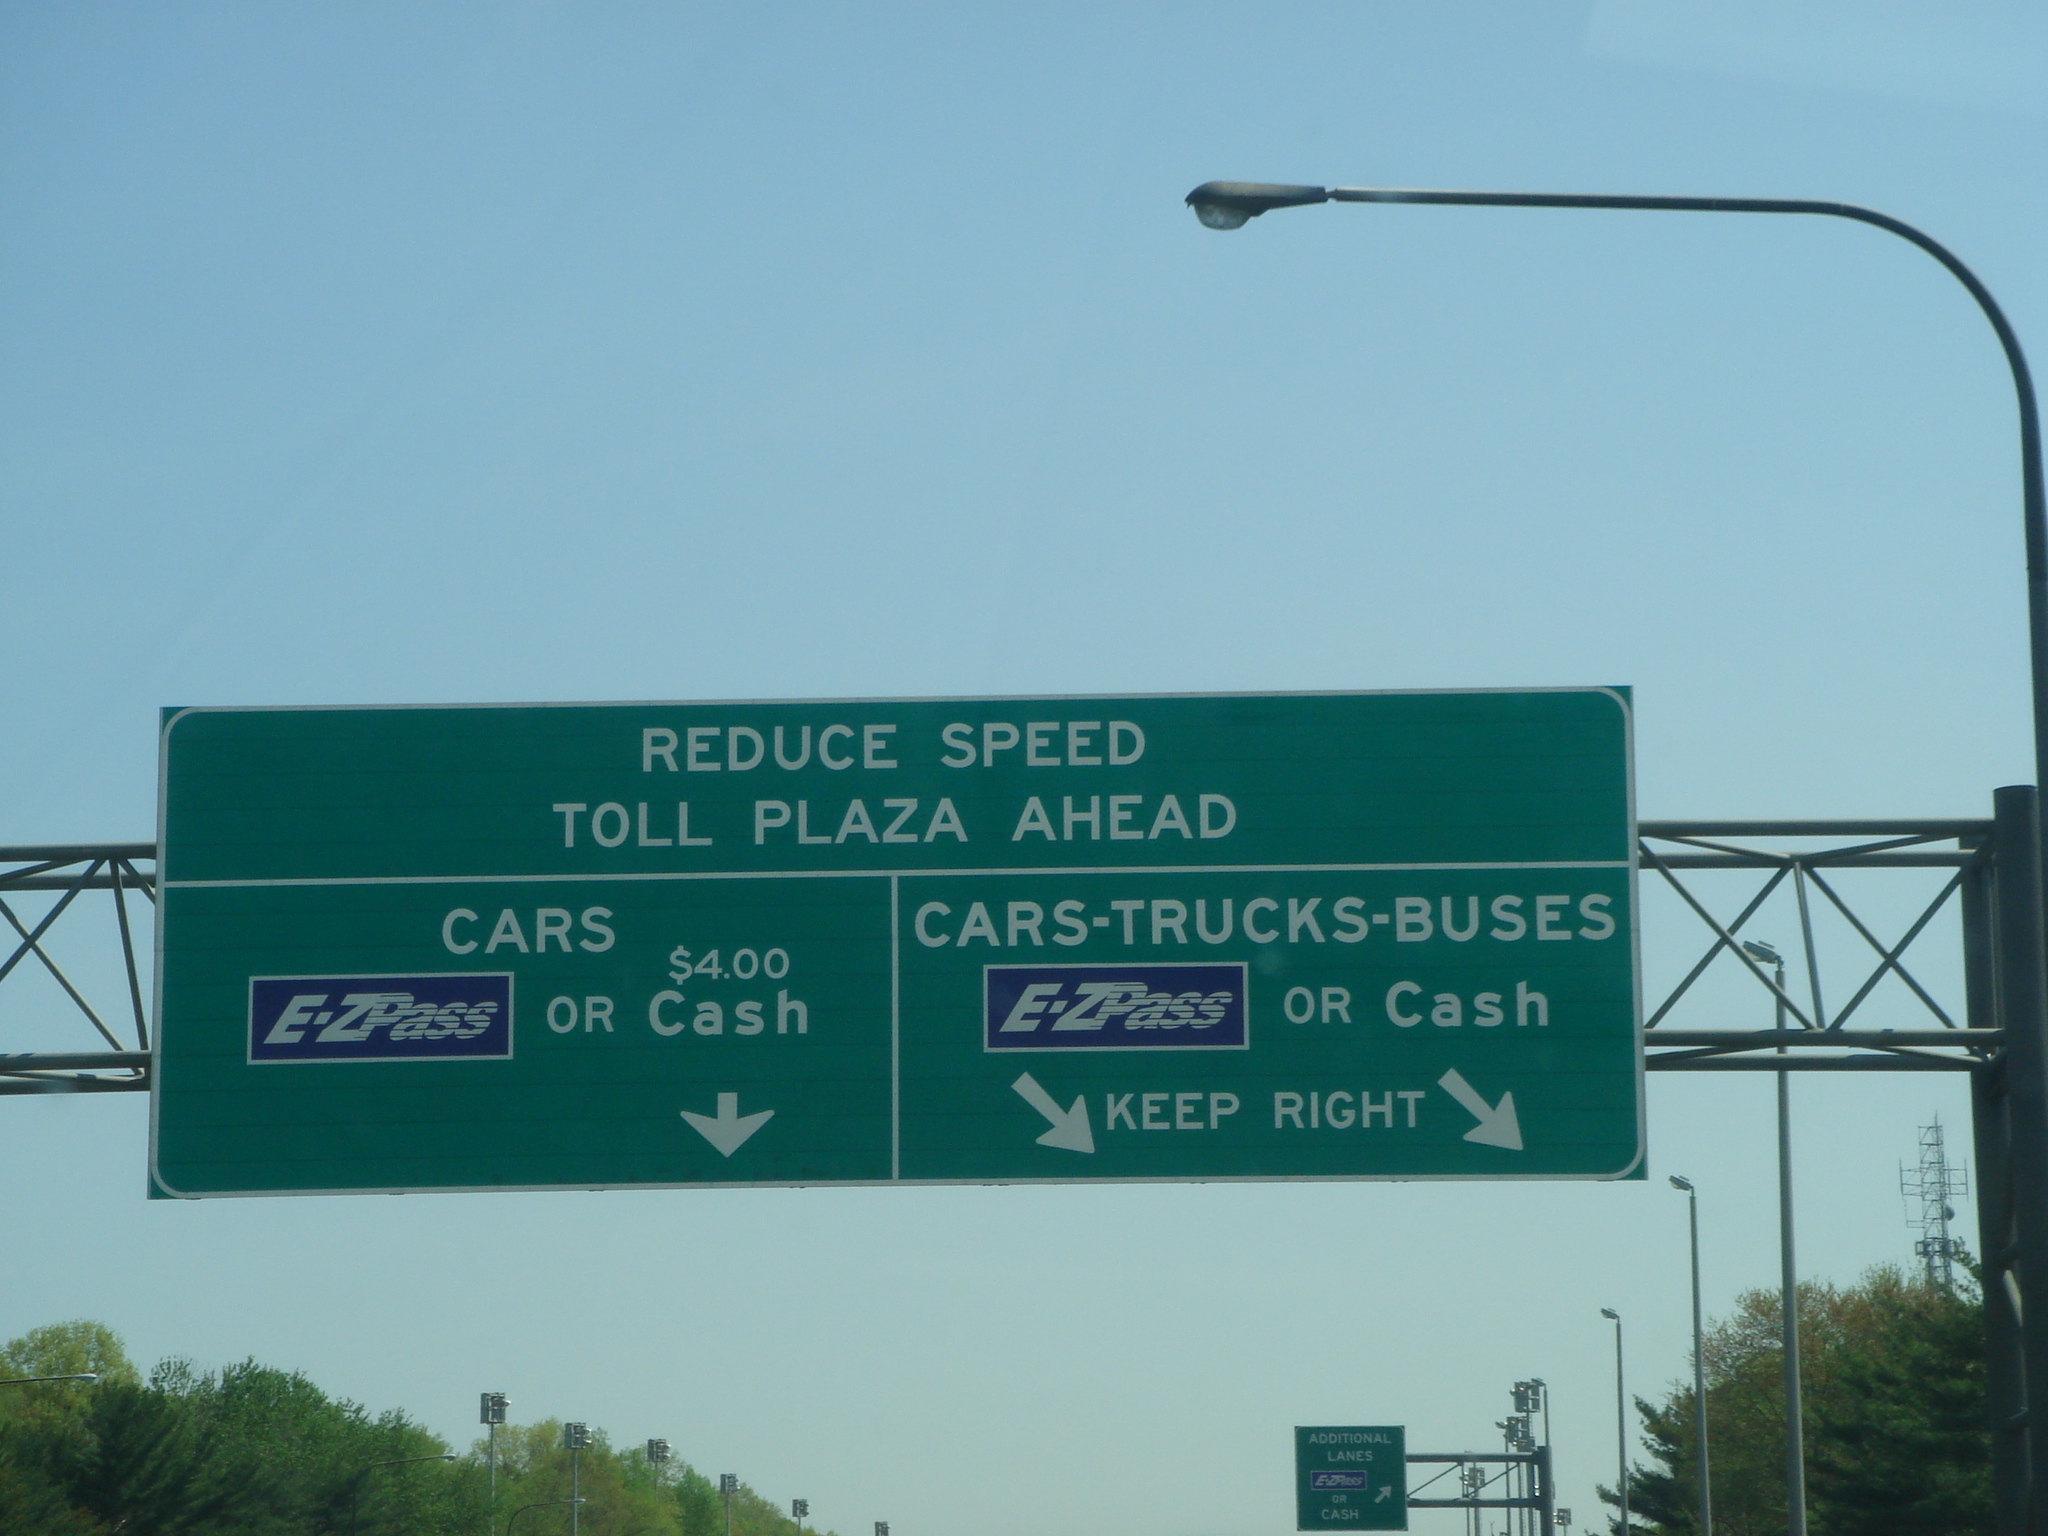 REDUCE SPEED
TOLL PLAZA AHEAD
CARS
$4.00
E-ZPass OR Cash
CARS-TRUCKS-BUSES
E-ZPass OR Cash
KEEP RIGHT
ADDITIONAL
LANES
E-ZPass
OR
CASH